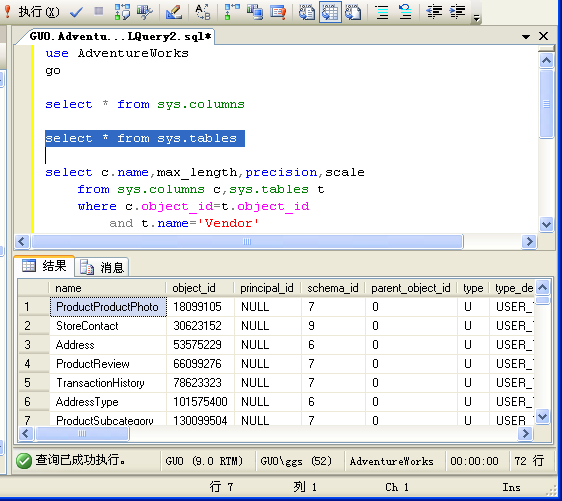 执行(X)
GUO.Adventu...LQuery2.sql*
use AdventureWorks
go
select * from sys.columns
select * from sys.tables
select c.name,max_length,precision,scale
from sys.columns c,sys.tables t
where c.object_id=t.object_id
and t.name='Vendor'
结果 消息
name object_id principal_id schema_id parent_object_id type type_de
1 ProductProductPhoto 18099105 NULL 7 0 U USER_
2 StoreContact 30623152 NULL 9 0 U USER_
3 Address 53575229 NULL 6 0 U USER_
4 ProductReview 66099276 NULL 7 0 U USER_
5 TransactionHistory 78623323 NULL 7 0 U USER_
6 AddressType 101575400 NULL 6 0 U USER_
7 ProductSubcategory 130099504 NULL 7 0 U USER_
查询已成功执行。 GUO (9.0 RTM) GUO\ggs (52) AdventureWorks 00:00:00 72 行
行 7 列 1 Ch 1 Ins